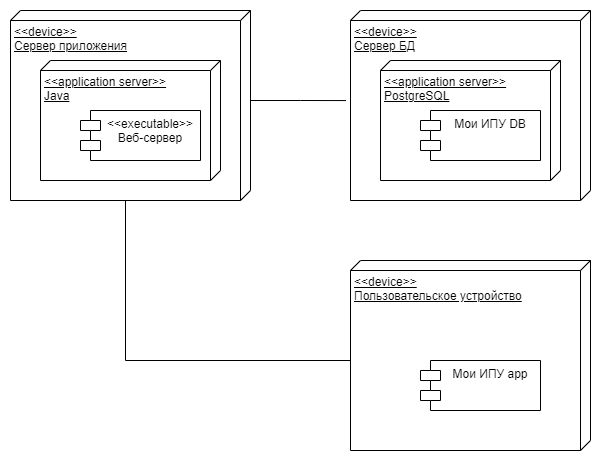 <<device>>
Сервер приложения
<<application server>>
Java
<<executable>>
Веб-сервер
<<device>>
Сервер БД
<<application server>>
PostgreSQL
Мои ИПУ DB
<<device>>
Пользовательское устройство
Мои ИПУ app